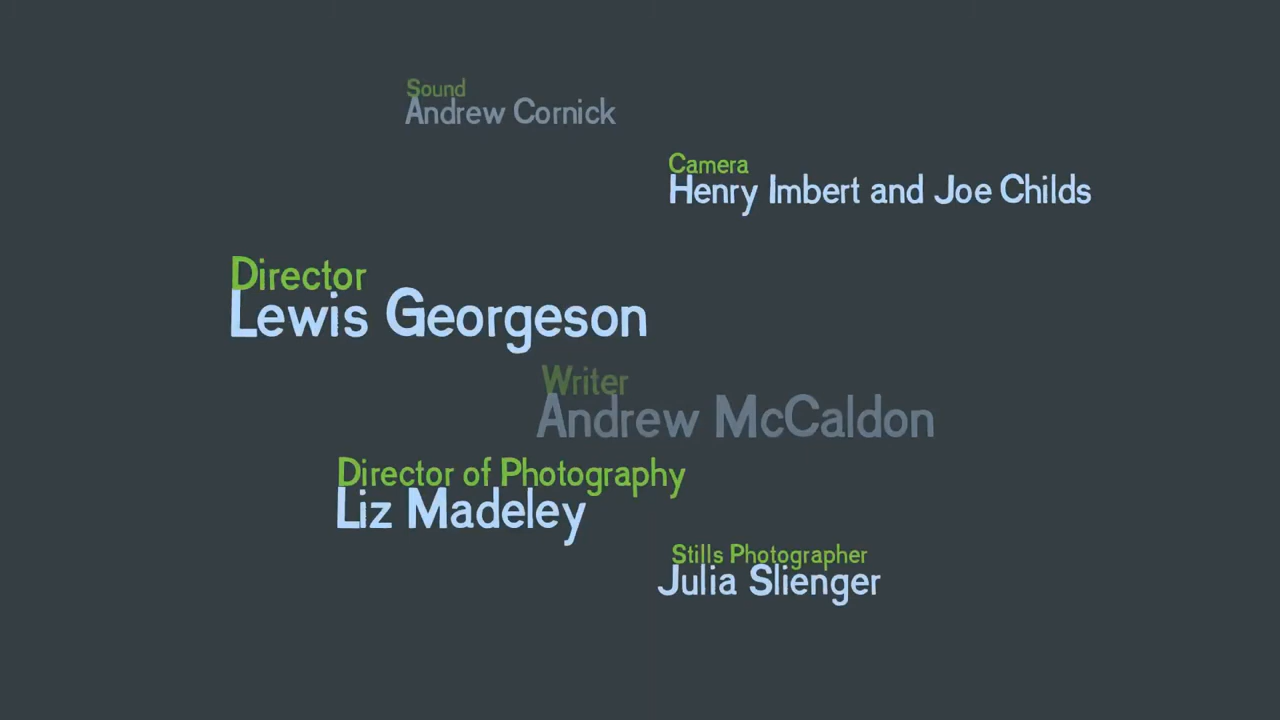 Sound
Andrew Cornick
Camera
Henry Imbert and Joe Childs
Director
Lewis Georgeson
Writer
Andrew McCaldon
Director of Photography
Liz Madeley
Stills Photographer
Julia Slienger